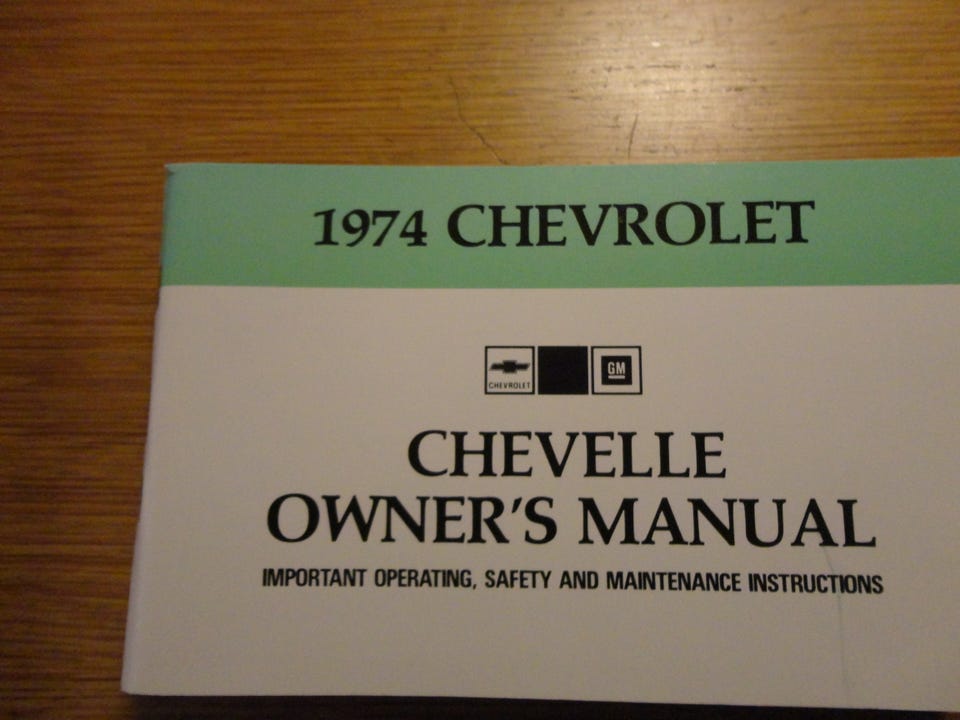 1974 CHEVROLET
CHEVROLET GM
CHEVELLE
OWNER'S MANUAL
IMPORTANT OPERATING, SAFETY AND MAINTENANCE INSTRUCTIONS